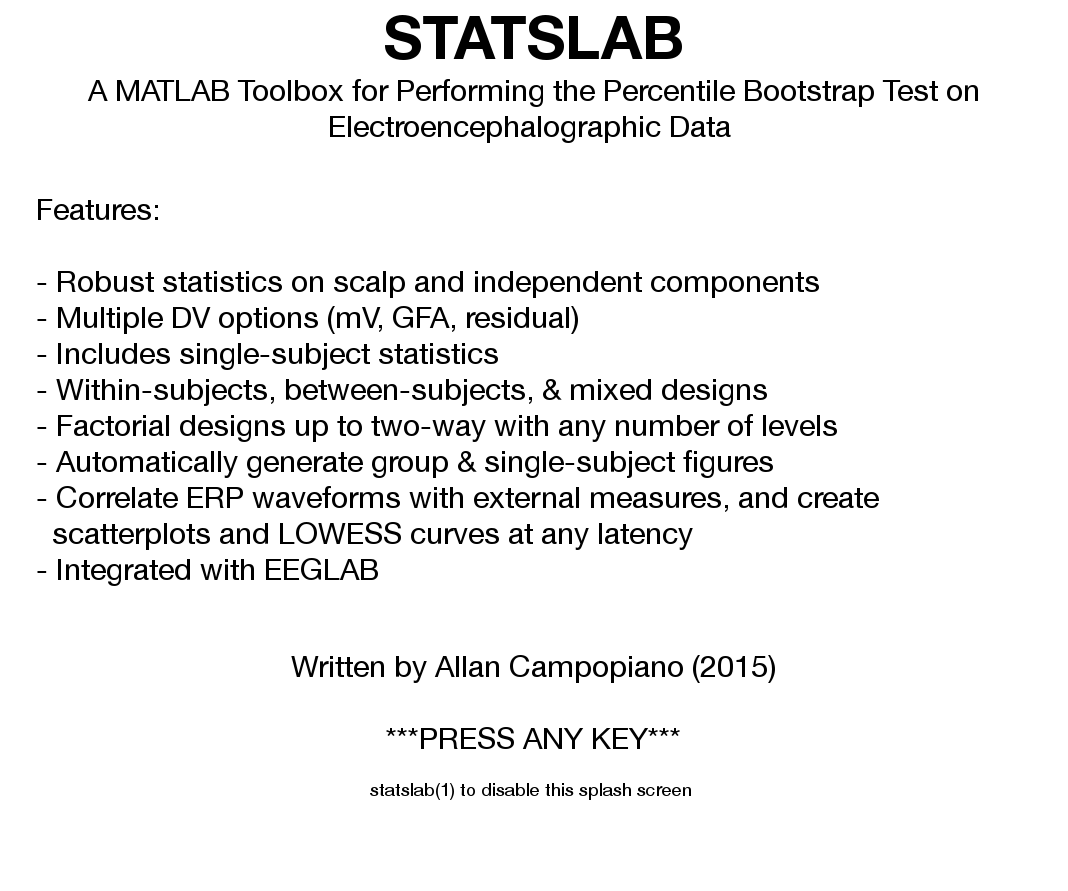 STATSLAB
A MATLAB Toolbox for Performing the Percentile Bootstrap Test on
Electroencephalographic Data
Features:
- Robust statistics on scalp and independent components
- Multiple DV options (mV, GFA, residual)
- Includes single-subject statistics
- Within-subjects, between-subjects, & mixed designs
- Factorial designs up to two-way with any number of levels
- Automatically generate group & single-subject figures
- Correlate ERP waveforms with external measures, and create
scatterplots and LOWESS curves at any latency
- Integrated with EEGLAB
Written by Allan Campopiano (2015)
***PRESS ANY KEY***
statslab(1) to disable this splash screen